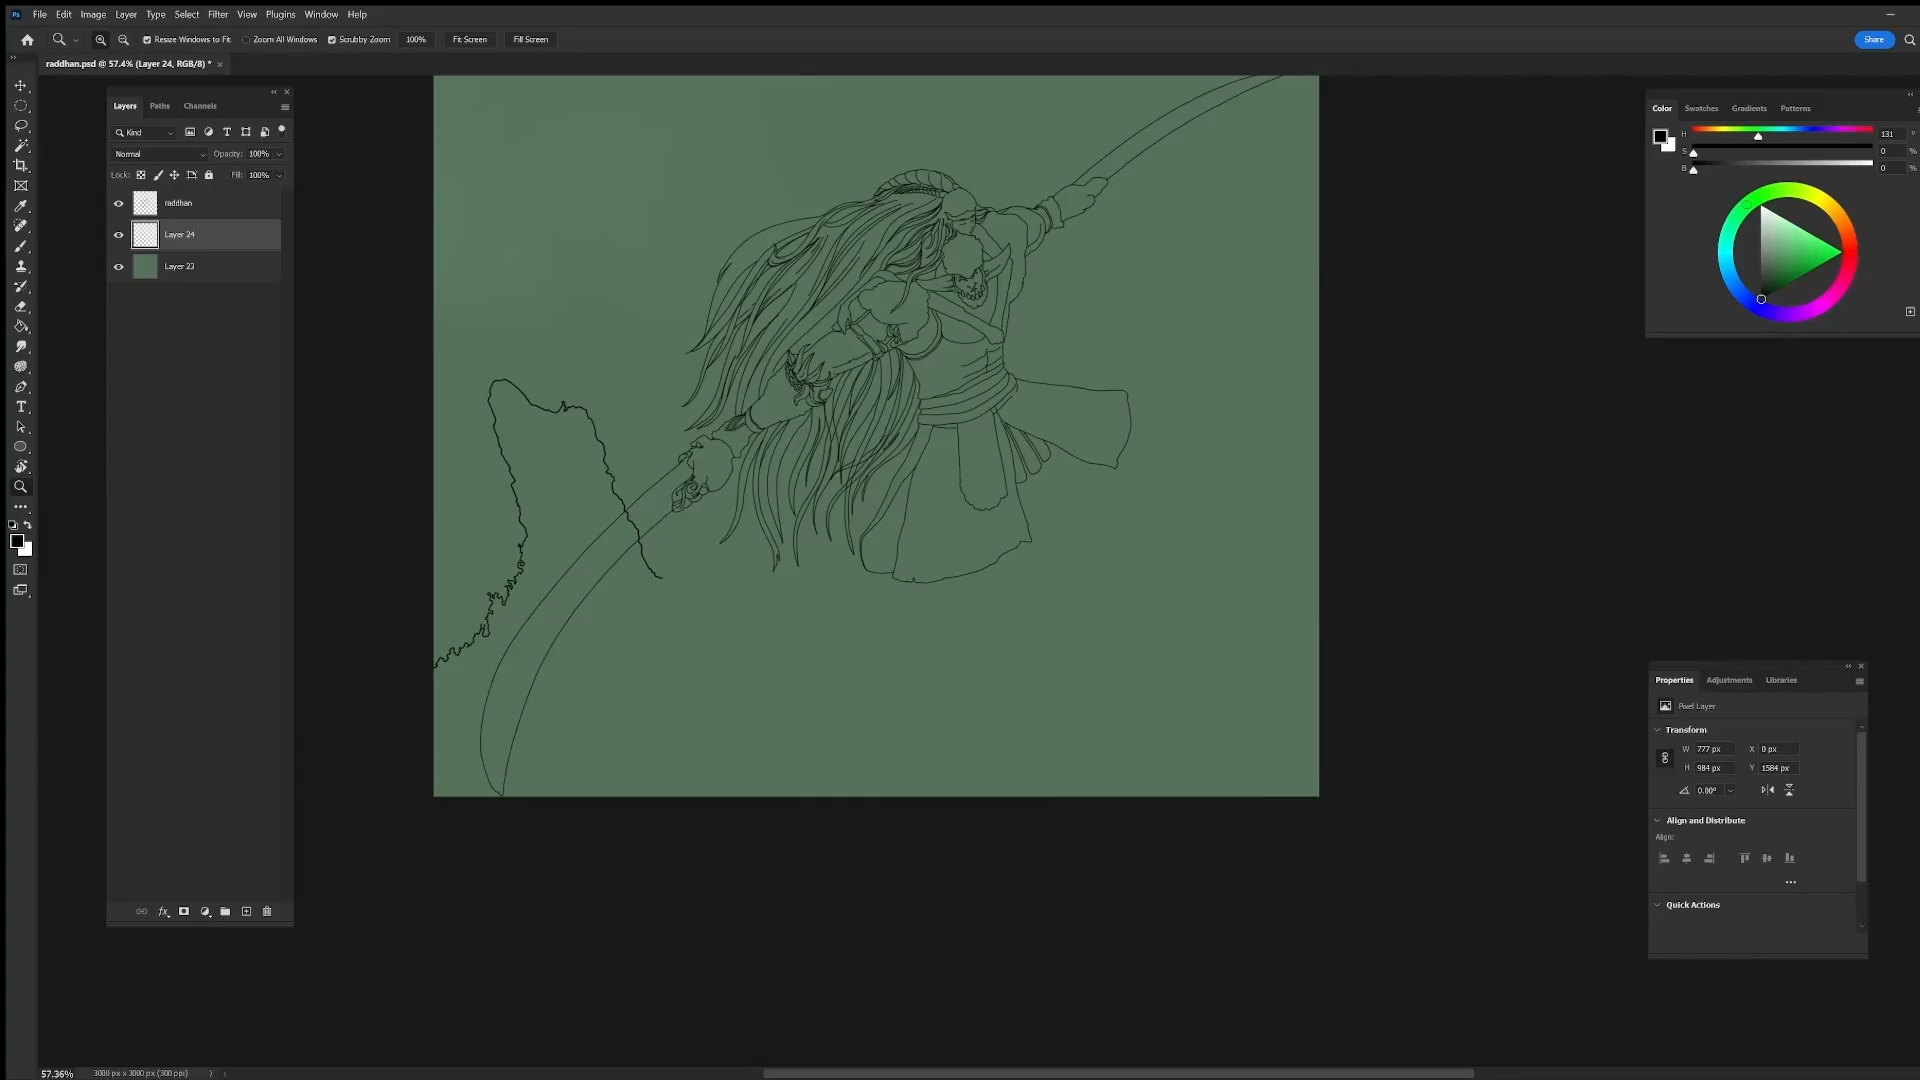 Ps File Edit Image Layer Type Select Filter View Plugins Window Help
Resize Windows to Fit Zoom All Windows Scrubby Zoom 100% Fit Screen Fill Screen Share
raddhan.psd @ 57.4% (Layer 24, RGB/8) *
Layers Paths Channels
Kind
Normal Opacity: 100%
Lock: Fill: 100%
raddhan
Layer 24
Layer 23
fx
Color Swatches Gradients Patterns
H 131 °
S 0 %
B 0 %
Properties Adjustments Libraries
Pixel Layer
Transform
W 777 px X 0 px
H 984 px Y 1584 px
0.00°
Align and Distribute
Align:
Quick Actions
57.36% 3000 px x 3000 px (300 ppi)